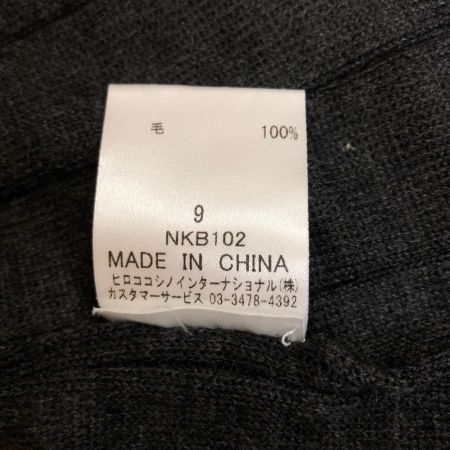 毛 100%
9
NKB102
MADE IN CHINA
ヒロココシノインターナショナル(株)
カスタマーサービス 03-3478-4392